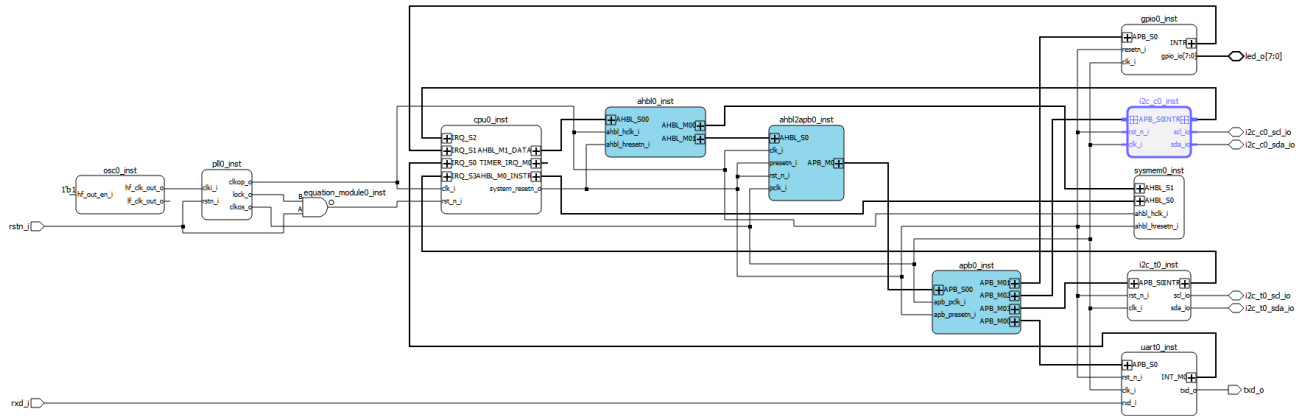 gpio0_inst
APB_S0
INTR
resetn_i
gpio_io[7:0]
clk_i
led_o[7:0]
i2c_c0_inst
APB_S0INTR
rst_n_i
scl_io
clk_i
sda_io
i2c_c0_scl_io
i2c_c0_sda_io
ahbl0_inst
AHBL_S00
AHBL_M00
ahbl_hclk_i
AHBL_M01
ahbl_hresetn_i
ahbl2apb0_inst
AHBL_S0
clk_i
presetn_i
APB_M0
rst_n_i
pclk_i
cpu0_inst
IRQ_S2
IRQ_S1 AHBL_M1_DATA
IRQ_S0 TIMER_IRQ_M0
IRQ_S3AHBL_M0_INSTR
clk_i
system_resetn_o
rst_n_i
osc0_inst
1'b1
hf_out_en_i
hf_clk_out_o
lf_clk_out_o
pll0_inst
clki_i
clkop_o
lock_o
rstn_i
clkos_o
equation_module0_inst
B
O
A
rstn_i
sysmem0_inst
AHBL_S1
AHBL_S0
ahbl_hclk_i
ahbl_hresetn_i
apb0_inst
APB_S00
apb_pclk_i
apb_presetn_i
APB_M01
APB_M02
APB_M03
APB_M00
i2c_t0_inst
APB_S0INTR
rst_n_i
scl_io
clk_i
sda_io
i2c_t0_scl_io
i2c_t0_sda_io
uart0_inst
APB_S0
rst_n_i
INT_M0
clk_i
txd_o
rxd_i
txd_o
rxd_i